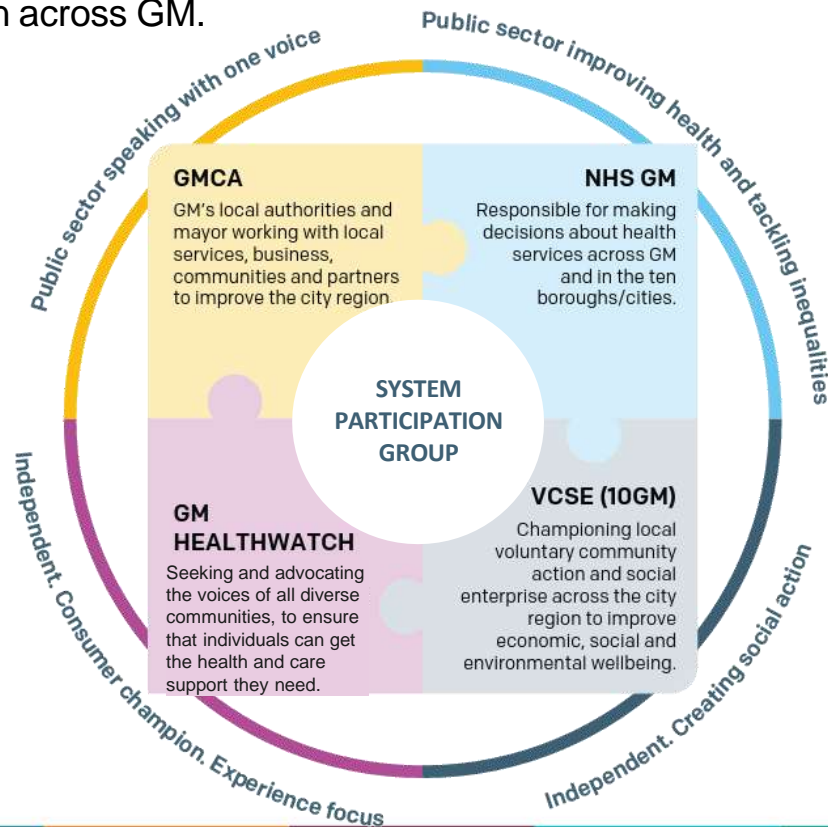 across GM.
Public sector speaking with one voice
Public sector improving health and tackling inequalities
GMCA
GM's local authorities and
mayor working with local
services, business,
communities and partners
to improve the city region.
NHS GM
Responsible for making
decisions about health
services across GM
and in the ten
boroughs/cities.
SYSTEM
PARTICIPATION
GROUP
GM
HEALTHWATCH
Seeking and advocating
the voices of all diverse
communities, to ensure
that individuals can get
the health and care
support they need.
VCSE (10GM)
Championing local
voluntary community
action and social
enterprise across the city
region to improve
economic, social and
environmental wellbeing.
Independent. Consumer champion. Experience focus
Independent. Creating social action